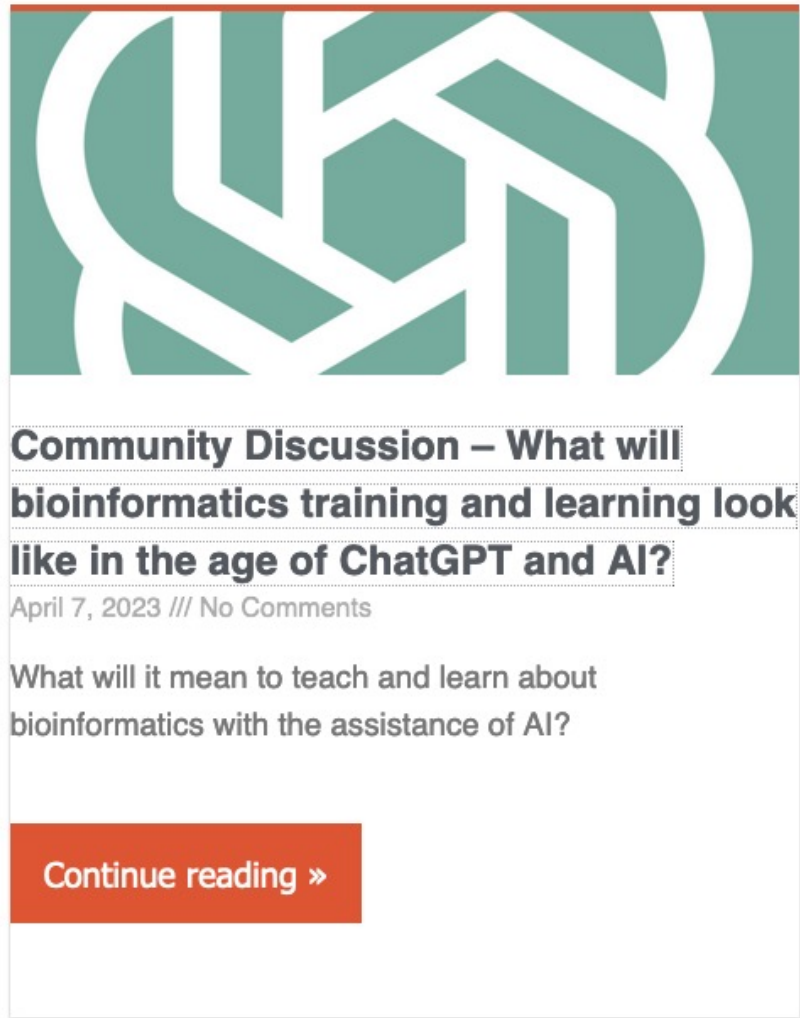 Community Discussion – What will
bioinformatics training and learning look
like in the age of ChatGPT and AI?
April 7, 2023 /// No Comments
What will it mean to teach and learn about
bioinformatics with the assistance of AI?
Continue reading »